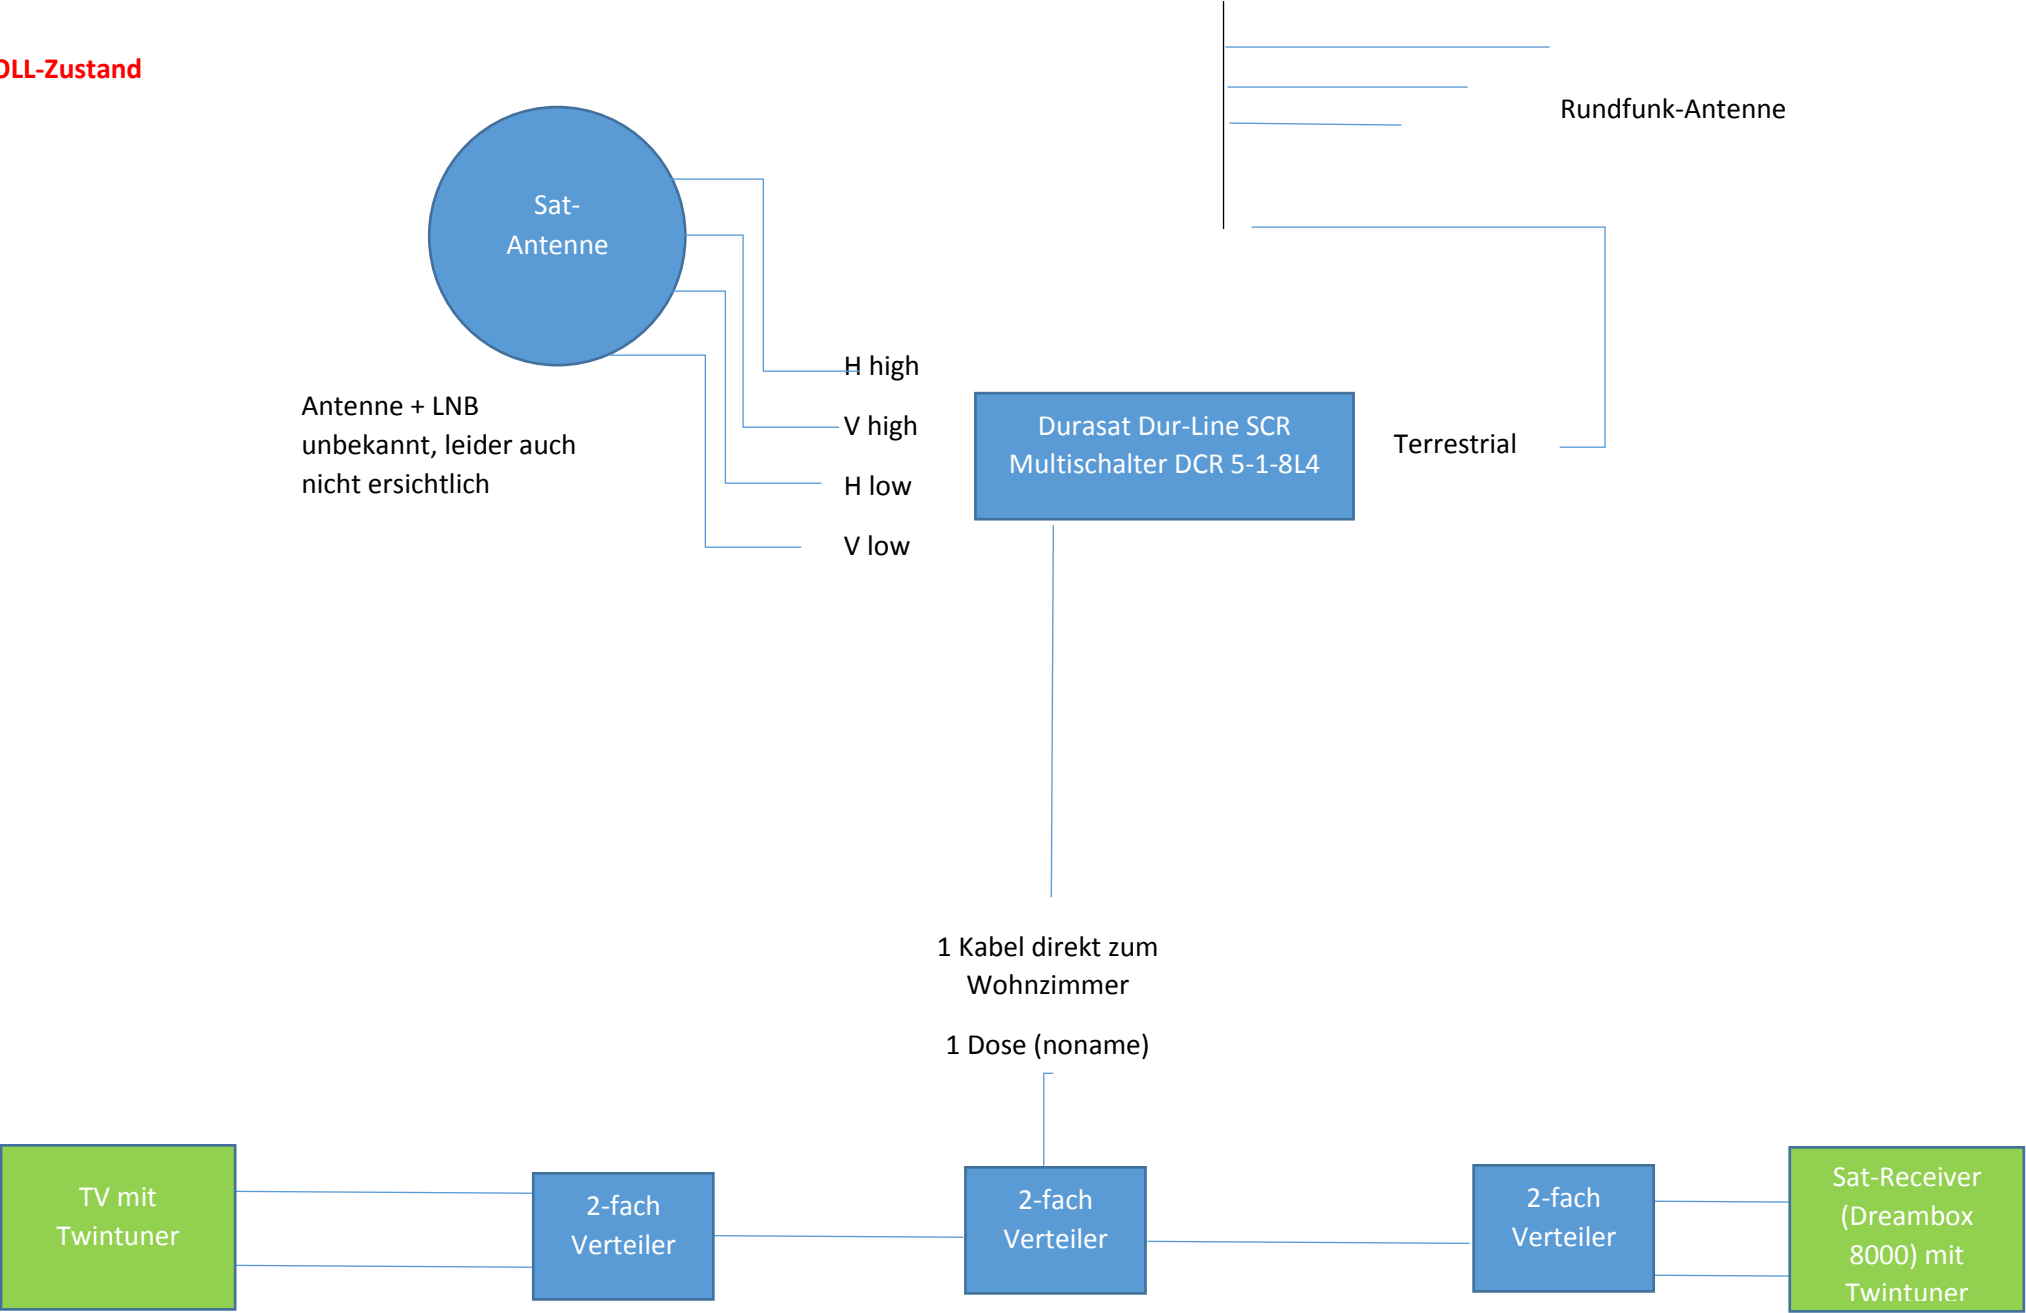 OLL-Zustand
Rundfunk-Antenne
Sat-
Antenne
H high
V high
H low
V low
Antenne + LNB
unbekannt, leider auch
nicht ersichtlich
Durasat Dur-Line SCR
Multischalter DCR 5-1-8L4
Terrestrial
1 Kabel direkt zum
Wohnzimmer
1 Dose (noname)
TV mit
Twintuner
2-fach
Verteiler
2-fach
Verteiler
2-fach
Verteiler
Sat-Receiver
(Dreambox
8000) mit
Twintuner